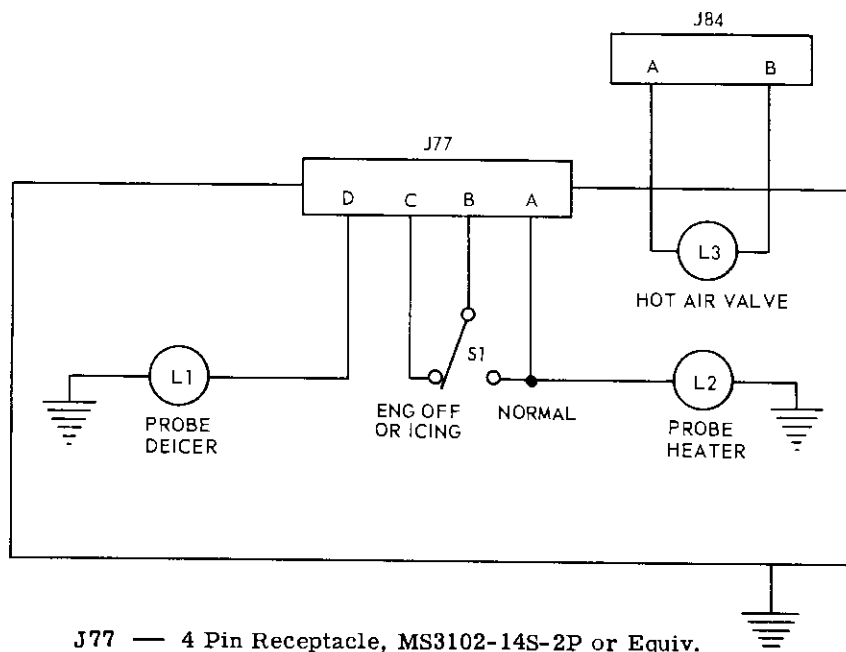 J84
A B
J77
D C B A
L3
HOT AIR VALVE
S1
L1
L2
PROBE
DEICER
ENG OFF
OR ICING
NORMAL
PROBE
HEATER
J77 — 4 Pin Receptacle, MS3102-14S-2P or Equiv.